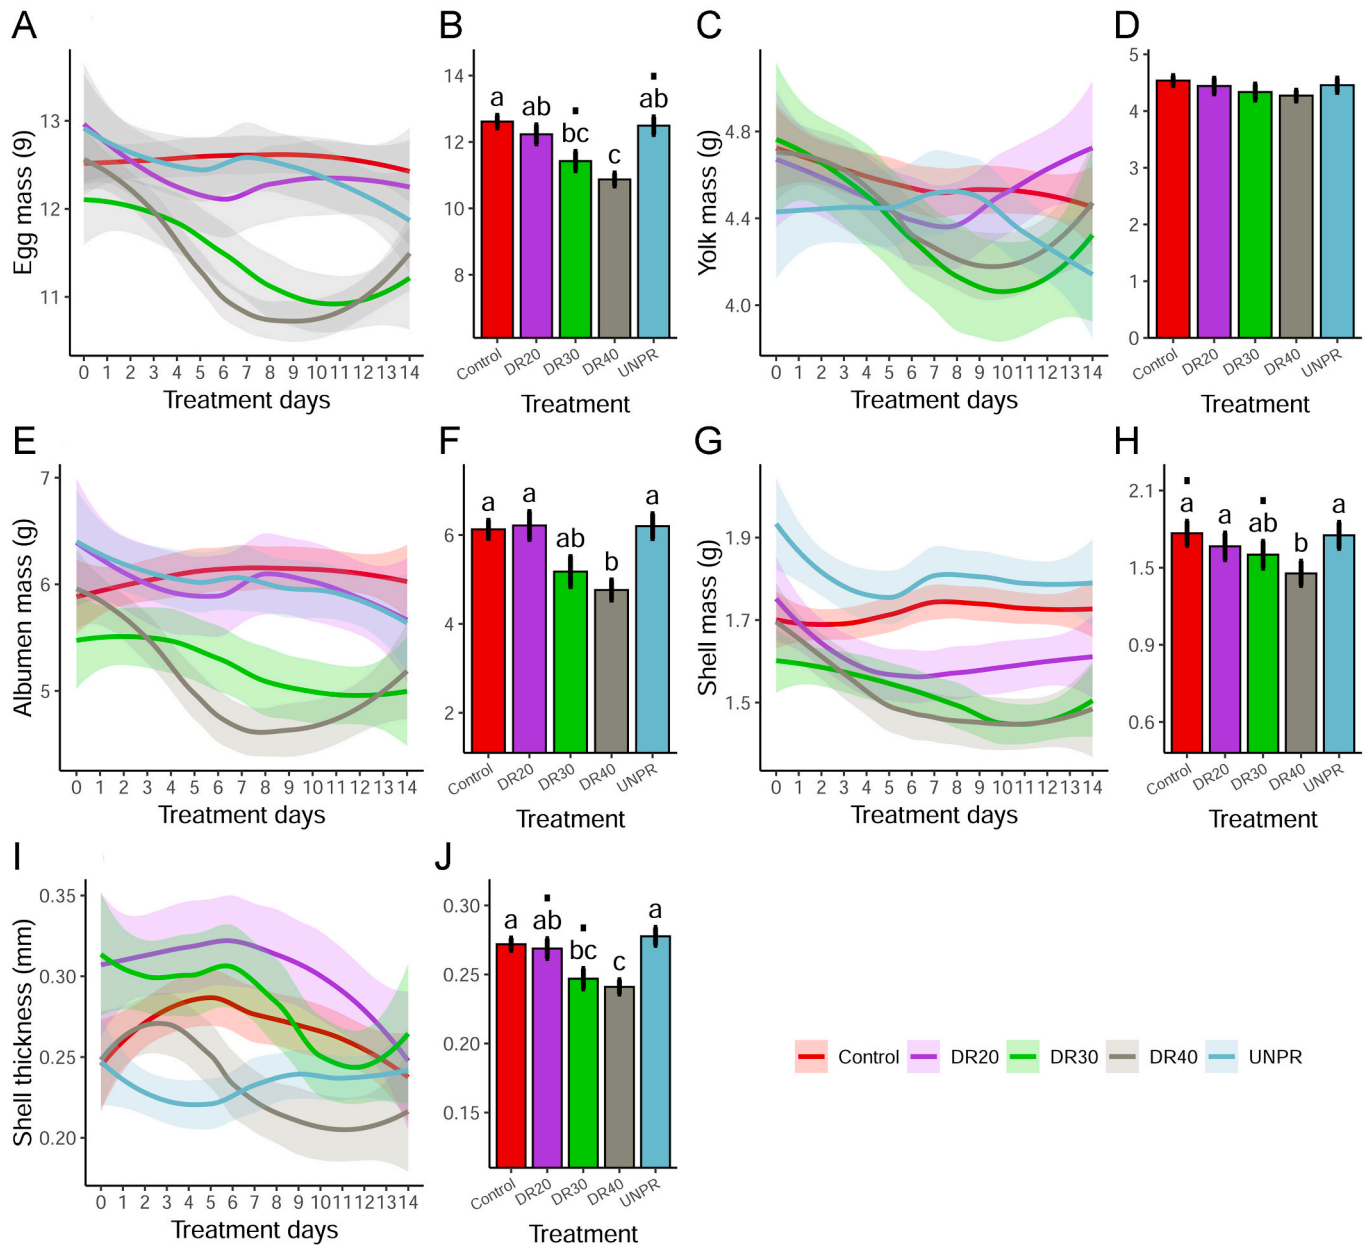 A
Egg mass (9)
13
12
11
0 1 2 3 4 5 6 7 8 9 10 11 12 13 14
Treatment days
B
14
12
10
8
a ab bc c ab
Control DR20 DR30 DR40 UNPR
Treatment
C
Yolk mass (g)
4.8
4.4
4.0
0 1 2 3 4 5 6 7 8 9 10 11 12 13 14
Treatment days
D
5
4
3
2
1
0
Control DR20 DR30 DR40 UNPR
Treatment
E
Albumen mass (g)
7
6
5
0 1 2 3 4 5 6 7 8 9 10 11 12 13 14
Treatment days
F
6
4
2
a a ab b a
Control DR20 DR30 DR40 UNPR
Treatment
G
Shell mass (g)
1.9
1.7
1.5
0 1 2 3 4 5 6 7 8 9 10 11 12 13 14
Treatment days
H
2.1
1.5
0.9
0.6
a a ab b a
Control DR20 DR30 DR40 UNPR
Treatment
I
Shell thickness (mm)
0.35
0.30
0.25
0.20
0 1 2 3 4 5 6 7 8 9 10 11 12 13 14
Treatment days
J
0.30
0.25
0.20
0.15
a ab bc c a
Control DR20 DR30 DR40 UNPR
Treatment
Control DR20 DR30 DR40 UNPR